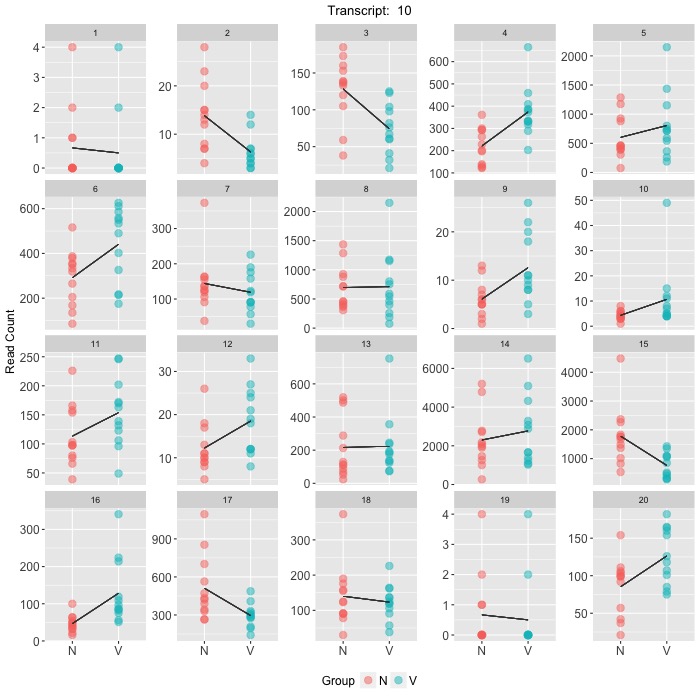 Transcript: 10
1 2 3 4 5
4 3 2 1 0
20 10
150 100 50
600 500 400 300 200 100
2000 1500 1000 500 0
6 7 8 9 10
600 400 200
300 200 100
2000 1500 1000 500 0
20 10 0
50 40 30 20 10 0
Read Count
11 12 13 14 15
250 200 150 100 50
30 20 10
600 400 200 0
6000 4000 2000 0
4000 3000 2000 1000
16 17 18 19 20
300 200 100 0
900 600 300
300 200 100
4 3 2 1 0
150 100 50
N V N V N V N V N V
Group N V